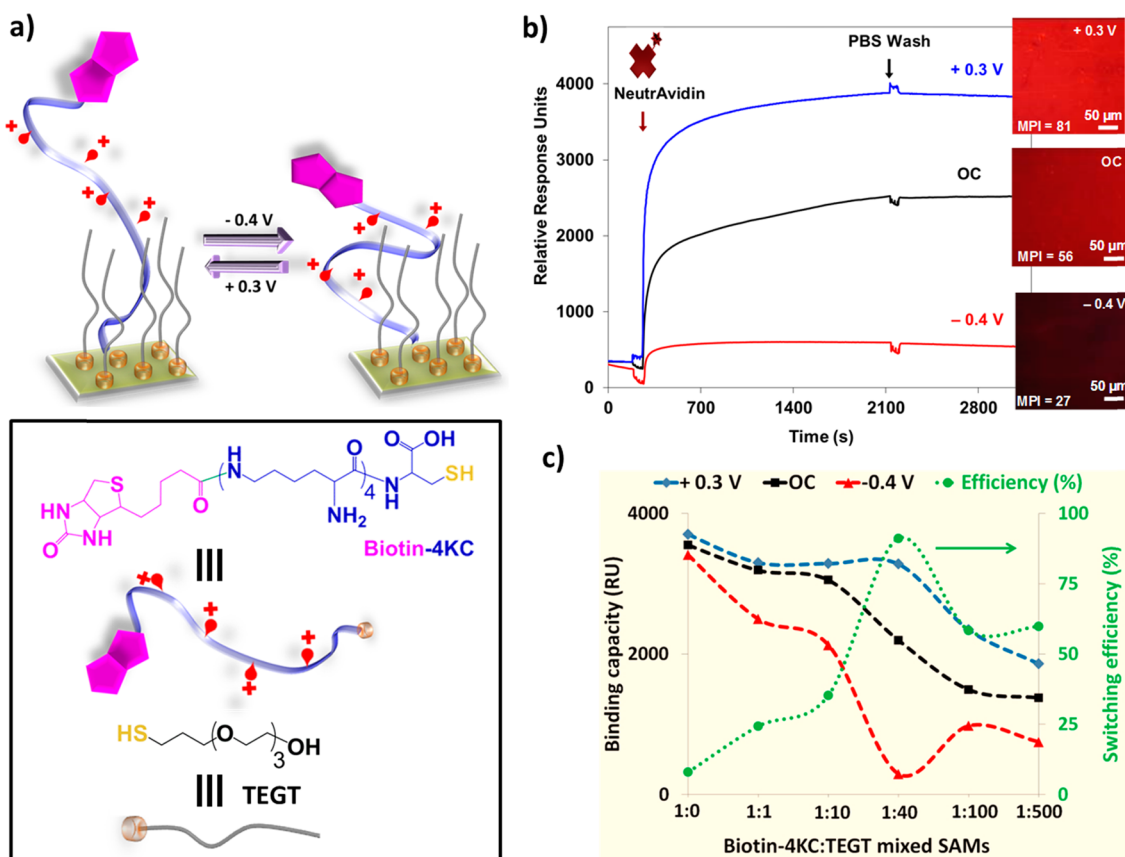 a)
+
+
+
+
- 0.4 V
+ 0.3 V
+
+
+
+
O
OH
H
N
O
O
4
N
H
SH
NH2
S
HN
NH
O
Biotin-4KC
+
+
+
+
HS
O
3
OH
TEGT
b)
Relative Response Units
4000
3000
2000
1000
0
0
700
1400
2100
2800
Time (s)
NeutrAvidin
PBS Wash
+ 0.3 V
OC
– 0.4 V
+ 0.3 V
50 µm
MPI = 81
OC
50 µm
MPI = 56
– 0.4 V
50 µm
MPI = 27
c)
+ 0.3 V
OC
-0.4 V
Efficiency (%)
Binding capacity (RU)
4000
2000
0
100
75
50
25
0
Switching efficiency (%)
1:0
1:1
1:10
1:40
1:100
1:500
Biotin-4KC:TEGT mixed SAMs